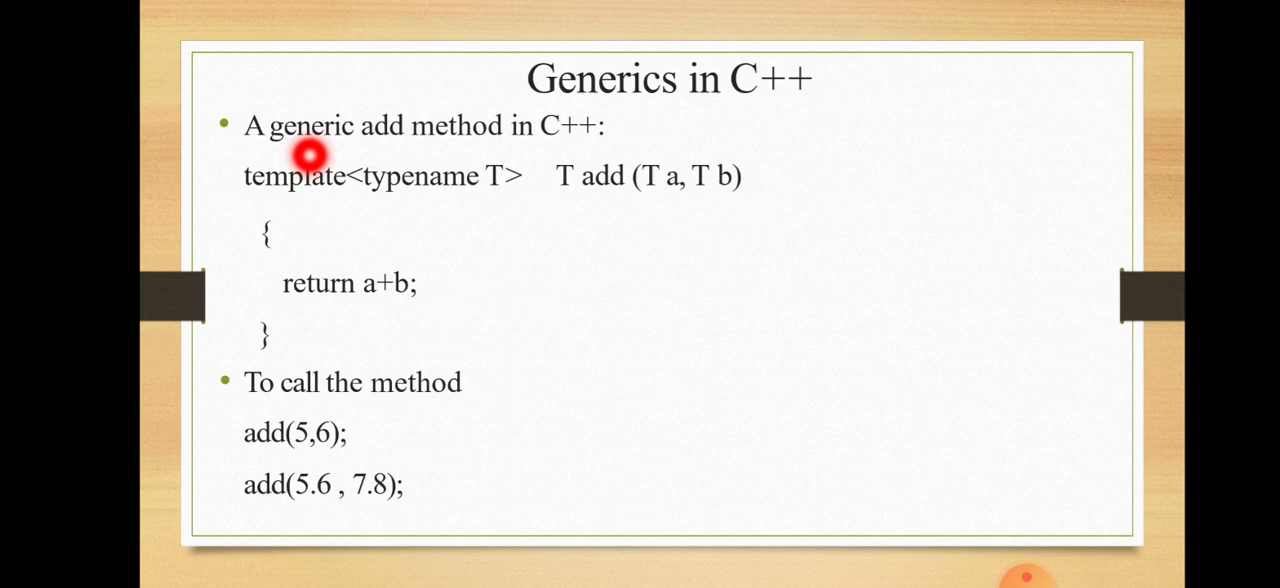 Generics in C++
• A generic add method in C++:
template<typename T> T add (T a, T b)
{
return a+b;
}
• To call the method
add(5,6);
add(5.6 , 7.8);